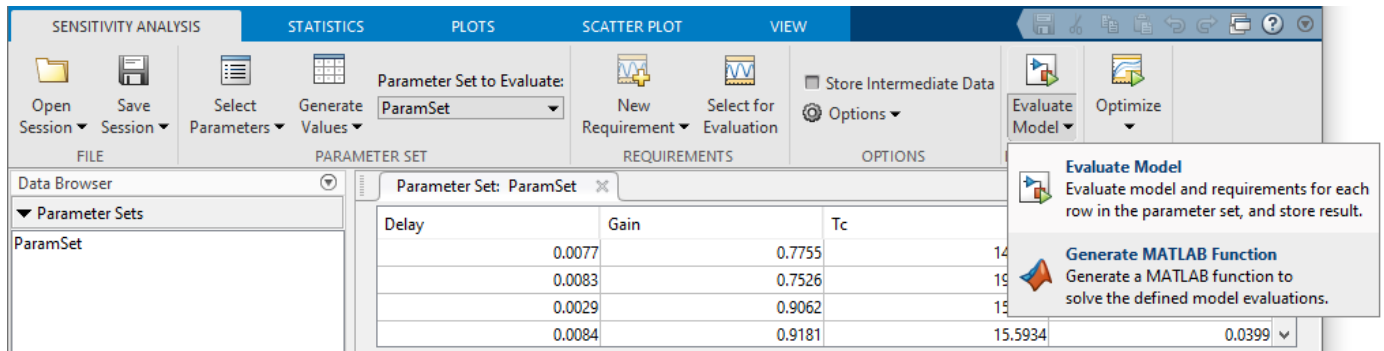 SENSITIVITY ANALYSIS STATISTICS PLOTS SCATTER PLOT VIEW
Open Session
Save Session
Select Parameters
Generate Values
Parameter Set to Evaluate:
ParamSet
New Requirement
Select for Evaluation
Store Intermediate Data
Options
Evaluate Model
Optimize
FILE PARAMETER SET REQUIREMENTS OPTIONS
Evaluate Model
Evaluate model and requirements for each
row in the parameter set, and store result.
Generate MATLAB Function
Generate a MATLAB function to
solve the defined model evaluations.
Data Browser
Parameter Sets
ParamSet
Parameter Set: ParamSet
Delay Gain Tc
0.0077 0.7755 14
0.0083 0.7526 19
0.0029 0.9062 15
0.0084 0.9181 15.5934 0.0399